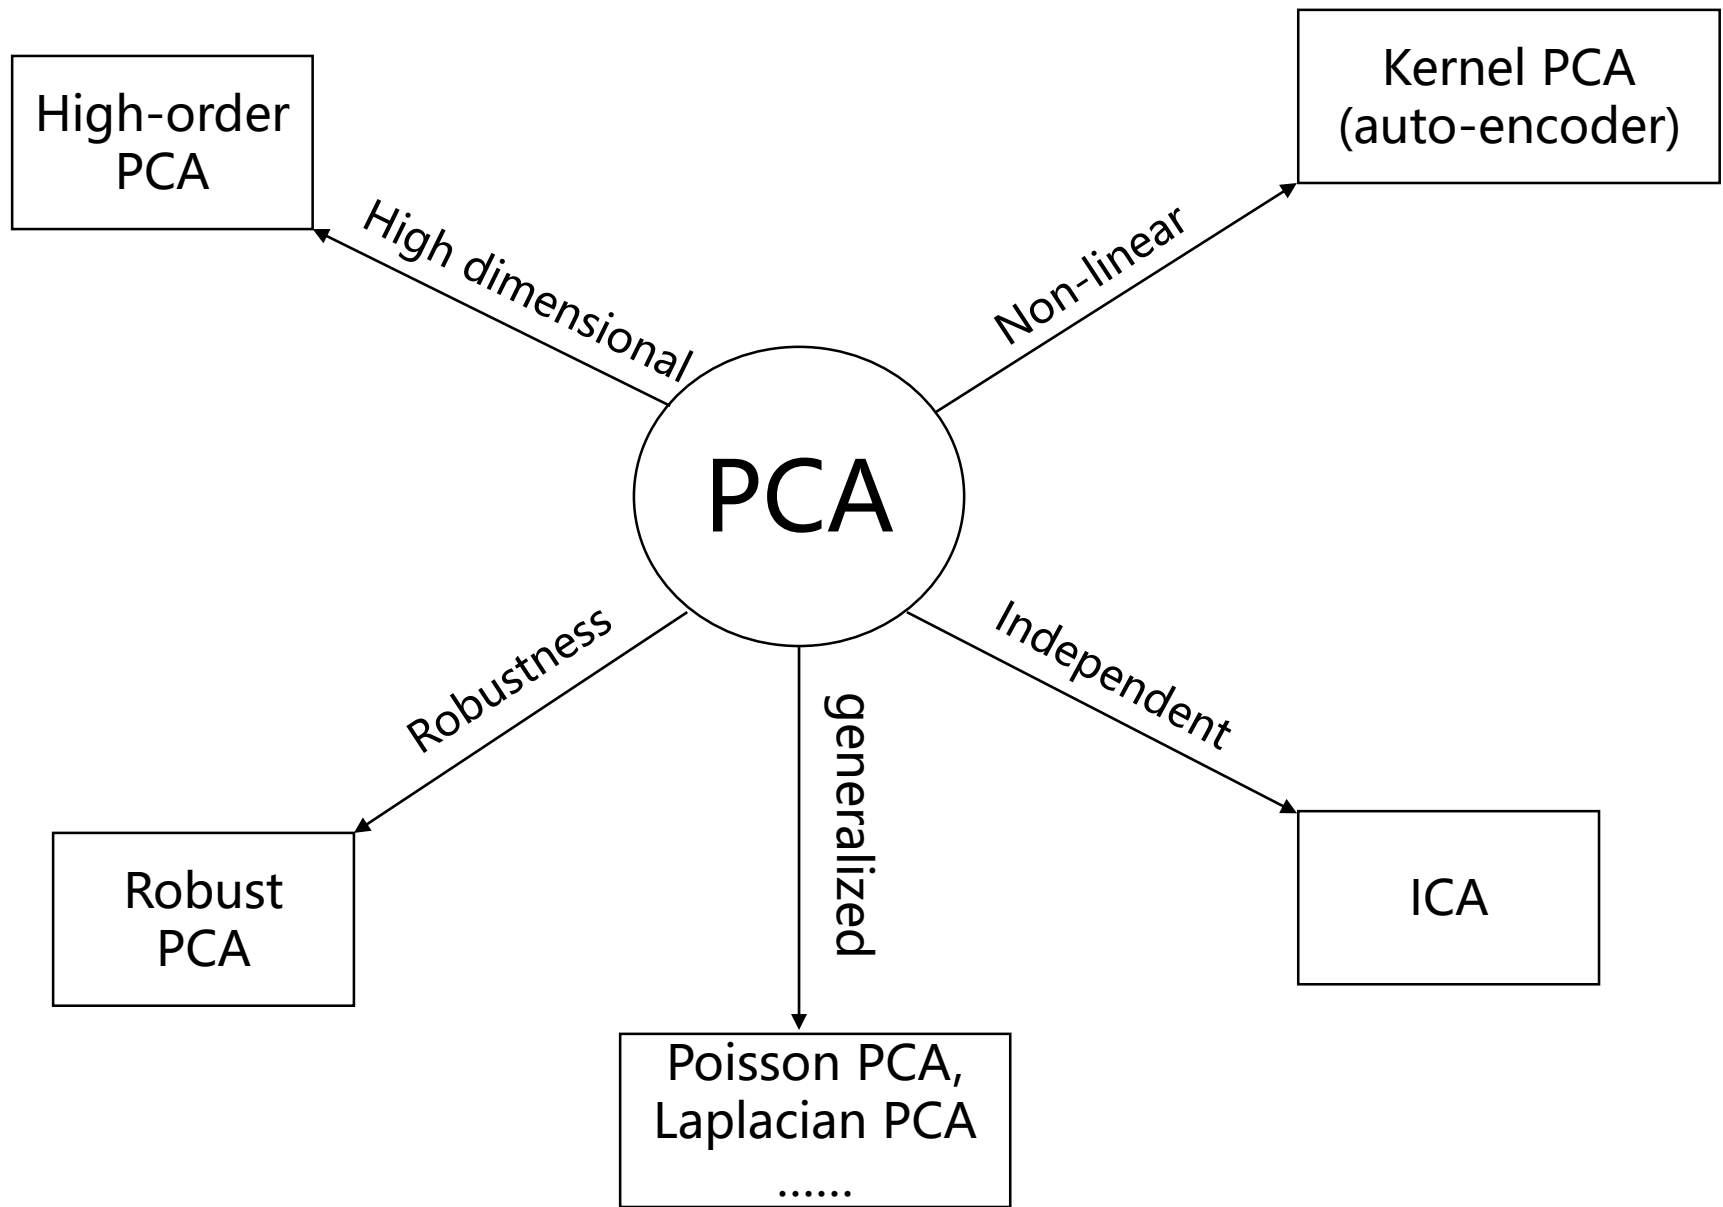 High-order
PCA
Kernel PCA
(auto-encoder)
High dimensional
Non-linear
PCA
Robustness
generalized
Independent
Robust
PCA
ICA
Poisson PCA,
Laplacian PCA
......